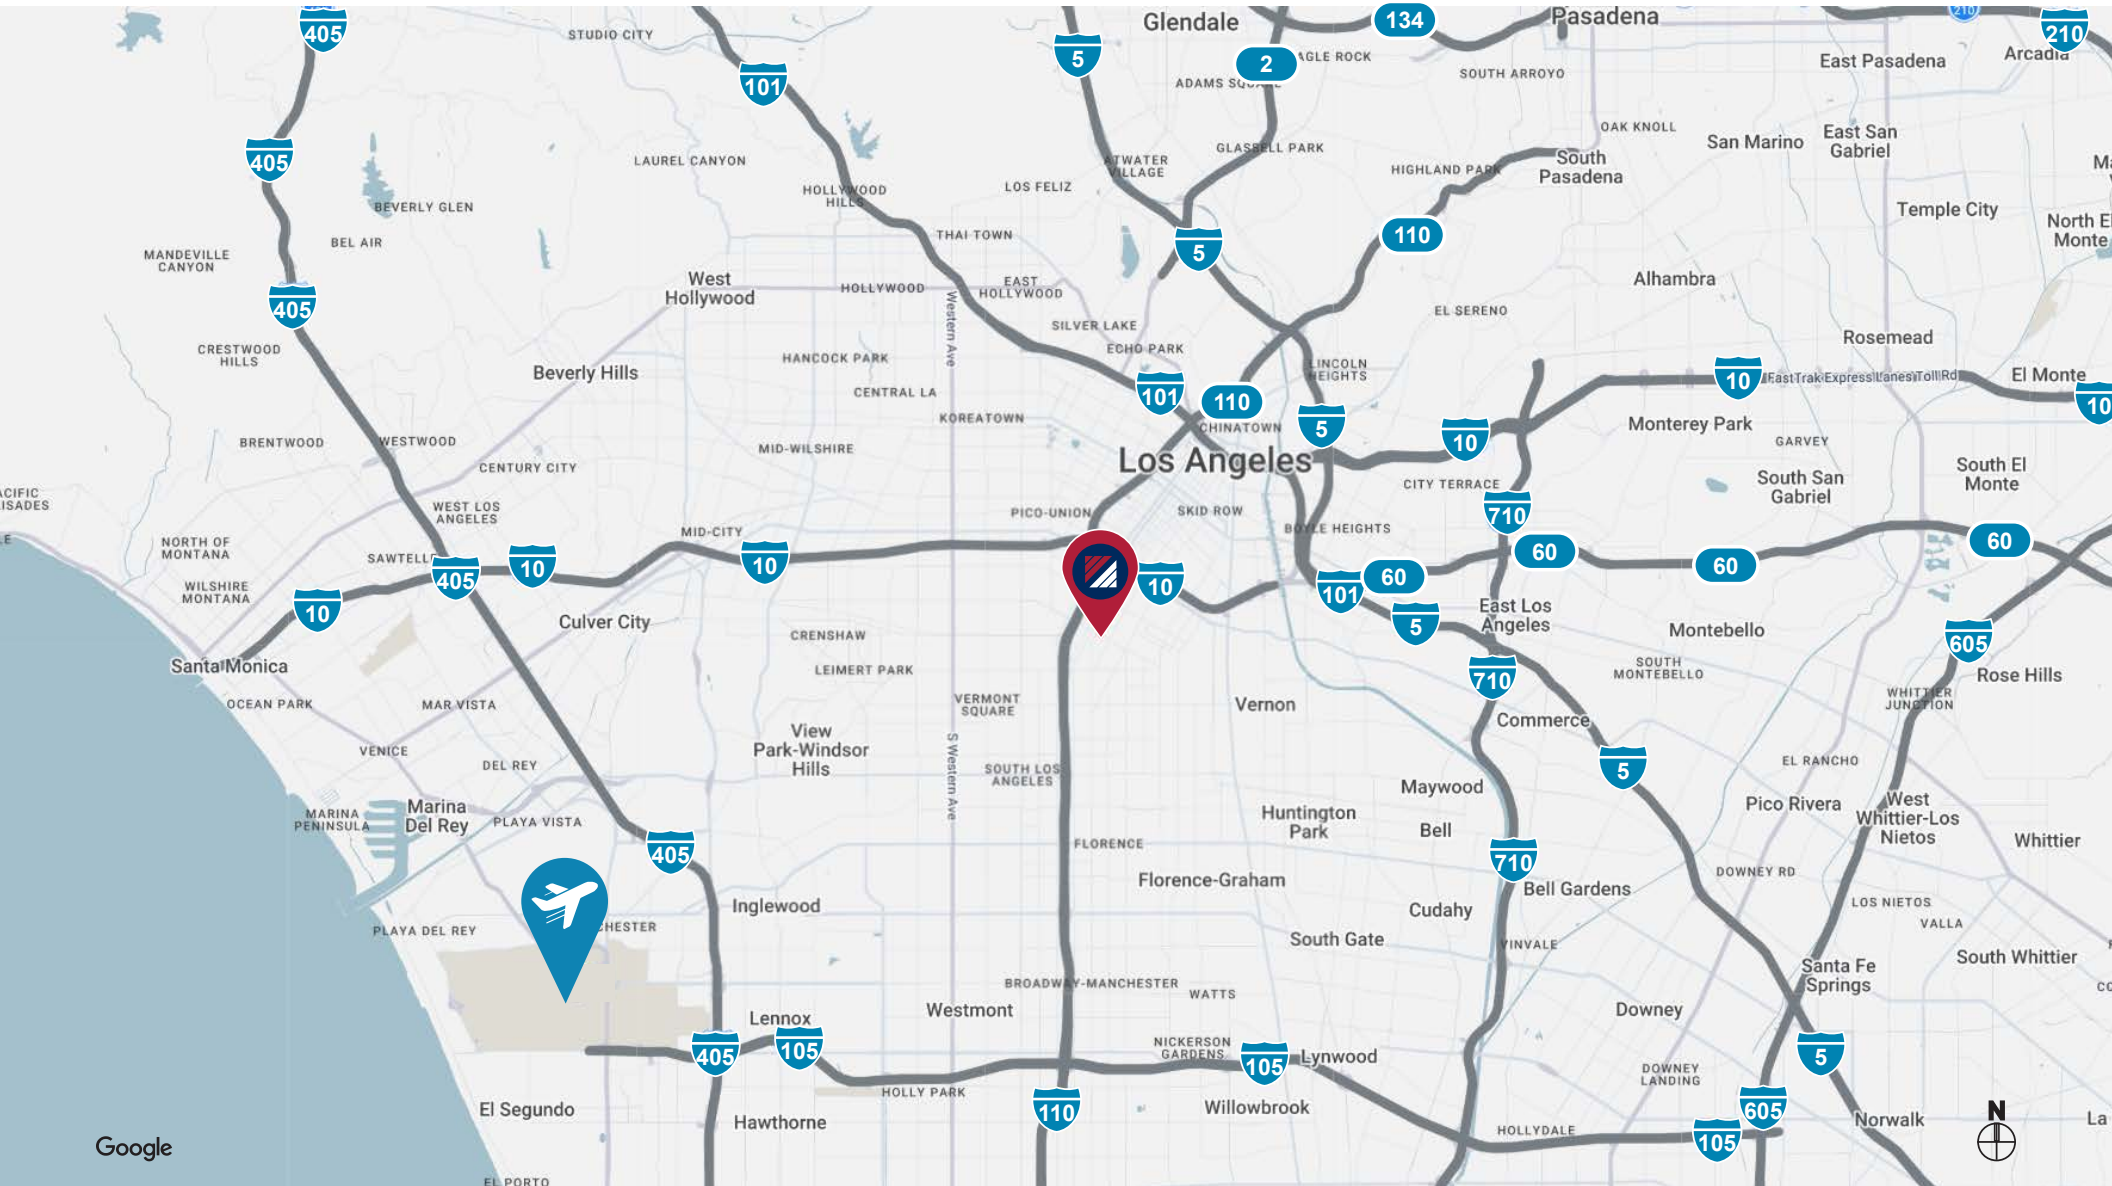 405
STUDIO CITY
Glendale
134
Pasadena
210
210
5
2
EAGLE ROCK
Arcadia
East Pasadena
101
ADAMS SQUARE
SOUTH ARROYO
405
LAUREL CANYON
ATWATER
VILLAGE
GLASSELL PARK
OAK KNOLL
San Marino
East San
Gabriel
HIGHLAND PARK
South
Pasadena
HOLLYWOOD
HILLS
LOS FELIZ
BEVERLY GLEN
Temple City
North El
Monte
BEL AIR
THAI TOWN
5
110
MANDEVILLE
CANYON
West
Hollywood
HOLLYWOOD
EAST
HOLLYWOOD
Alhambra
405
Western Ave
SILVER LAKE
EL SERENO
Rosemead
CRESTWOOD
HILLS
HANCOCK PARK
ECHO PARK
Beverly Hills
LINCOLN
HEIGHTS
10
FastTrak Express Lanes Toll Rd
El Monte
10
CENTRAL LA
101
110
KOREATOWN
CHINATOWN
5
10
Monterey Park
GARVEY
BRENTWOOD
WESTWOOD
MID-WILSHIRE
CENTURY CITY
Los Angeles
CITY TERRACE
South San
Gabriel
South El
Monte
WEST LOS
ANGELES
PICO-UNION
SKID ROW
710
MID-CITY
BOYLE HEIGHTS
NORTH OF
MONTANA
SAWTELLE
405
10
10
10
101
60
60
60
60
WILSHIRE
MONTANA
10
Culver City
CRENSHAW
5
East Los
Angeles
Montebello
605
Santa Monica
LEIMERT PARK
710
SOUTH
MONTEBELLO
Rose Hills
OCEAN PARK
MAR VISTA
VERMONT
SQUARE
Vernon
Commerce
WHITTIER
JUNCTION
VENICE
View
Park-Windsor
Hills
S Western Ave
DEL REY
SOUTH LOS
ANGELES
5
EL RANCHO
Maywood
MARINA
PENINSULA
Marina
Del Rey
PLAYA VISTA
Huntington
Park
Bell
Pico Rivera
West
Whittier-Los
Nietos
Whittier
405
FLORENCE
710
DOWNEY RD
Florence-Graham
Bell Gardens
Inglewood
Cudahy
LOS NIETOS
VALLA
PLAYA DEL REY
CHESTER
South Gate
VINVALE
South Whittier
Santa Fe
Springs
BROADWAY-MANCHESTER
WATTS
Westmont
Downey
Lennox
405
105
NICKERSON
GARDENS
105
Lynwood
5
DOWNEY
LANDING
HOLLY PARK
El Segundo
Hawthorne
110
Willowbrook
HOLLYDALE
105
605
Norwalk
La
N
Google
EL PORTO